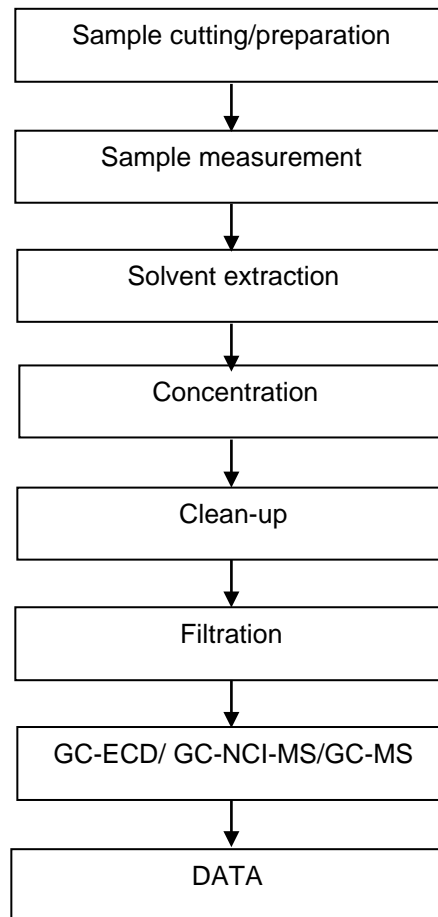 Sample cutting/preparation
Sample measurement
Solvent extraction
Concentration
Clean-up
Filtration
GC-ECD/ GC-NCI-MS/GC-MS
DATA